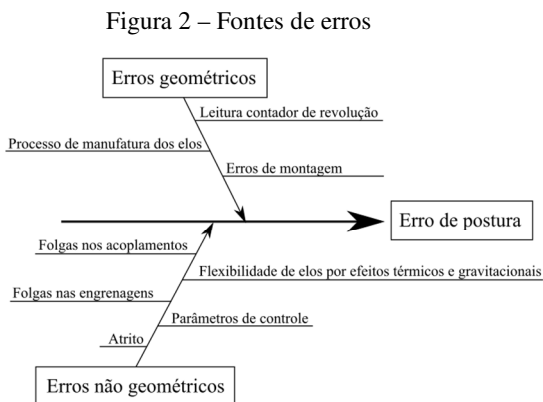 Figura 2 – Fontes de erros
Erros geométricos
Leitura contador de revolução
Processo de manufatura dos elos
Erros de montagem
Erro de postura
Folgas nos acoplamentos
Flexibilidade de elos por efeitos térmicos e gravitacionais
Folgas nas engrenagens
Parâmetros de controle
Atrito
Erros não geométricos